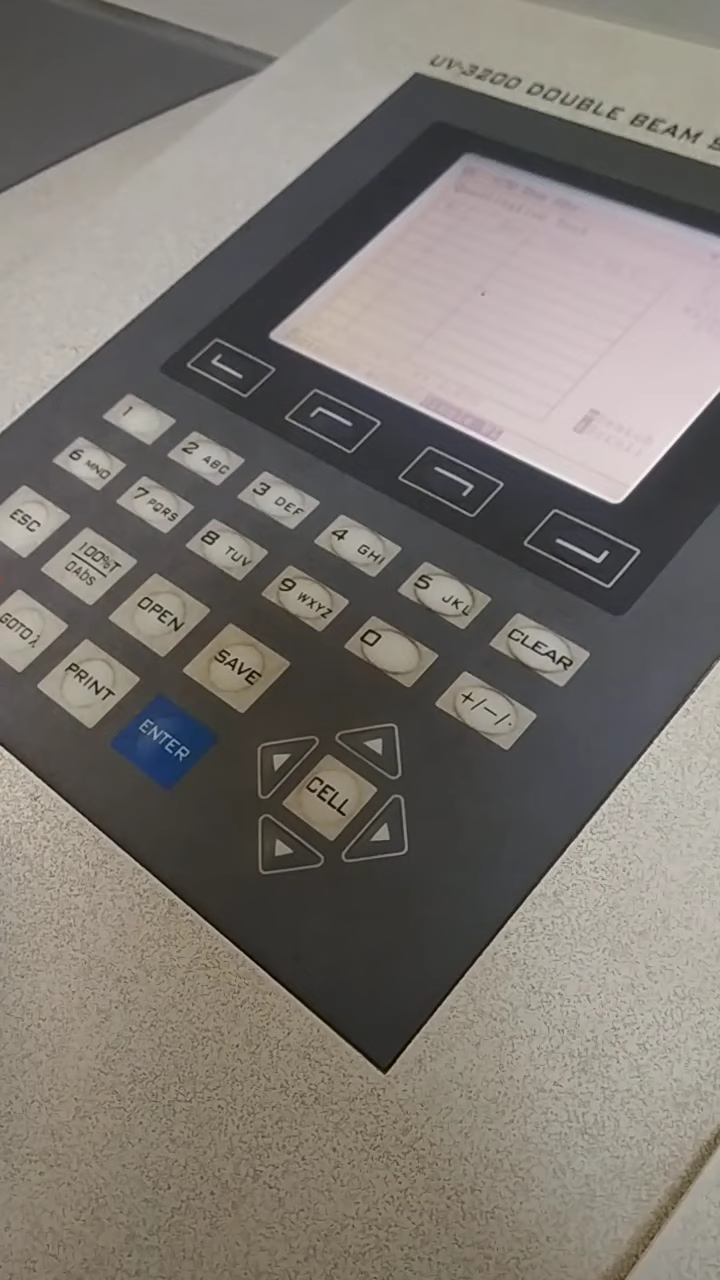 UV-3200 DOUBLE BEAM
1
2 ABC
3 DEF
4 GHI
5 JKL
CLEAR
6 MNO
7 PQRS
8 TUV
9 WXYZ
0
+/-/.
ESC
100%T
0Abs
OPEN
SAVE
GOTO λ
PRINT
ENTER
CELL